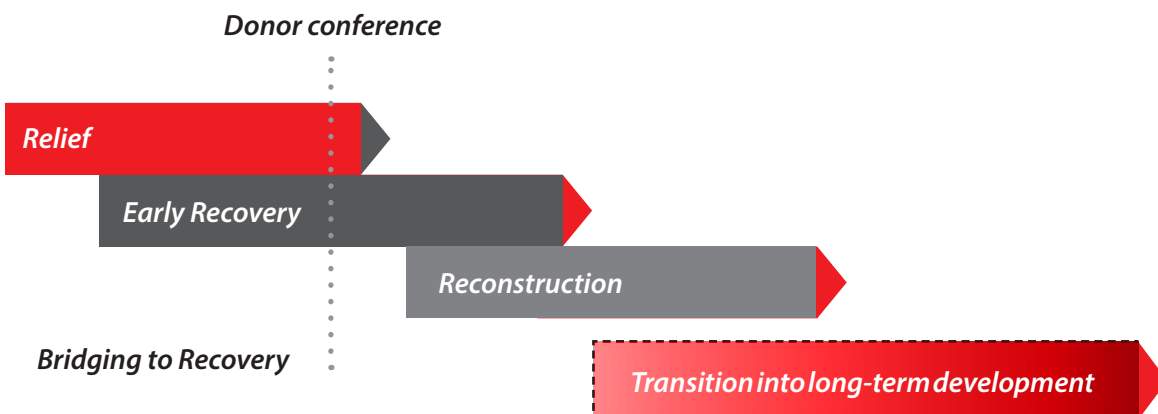 Donor conference
Relief
Early Recovery
Reconstruction
Bridging to Recovery
Transition into long-term development